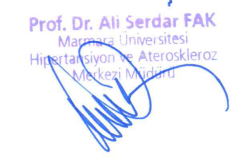 Prof. Dr. Ali Serdar FAK
Marmara Üniversitesi
Hipertansiyon ve Ateroskleroz
Merkezi Müdürü